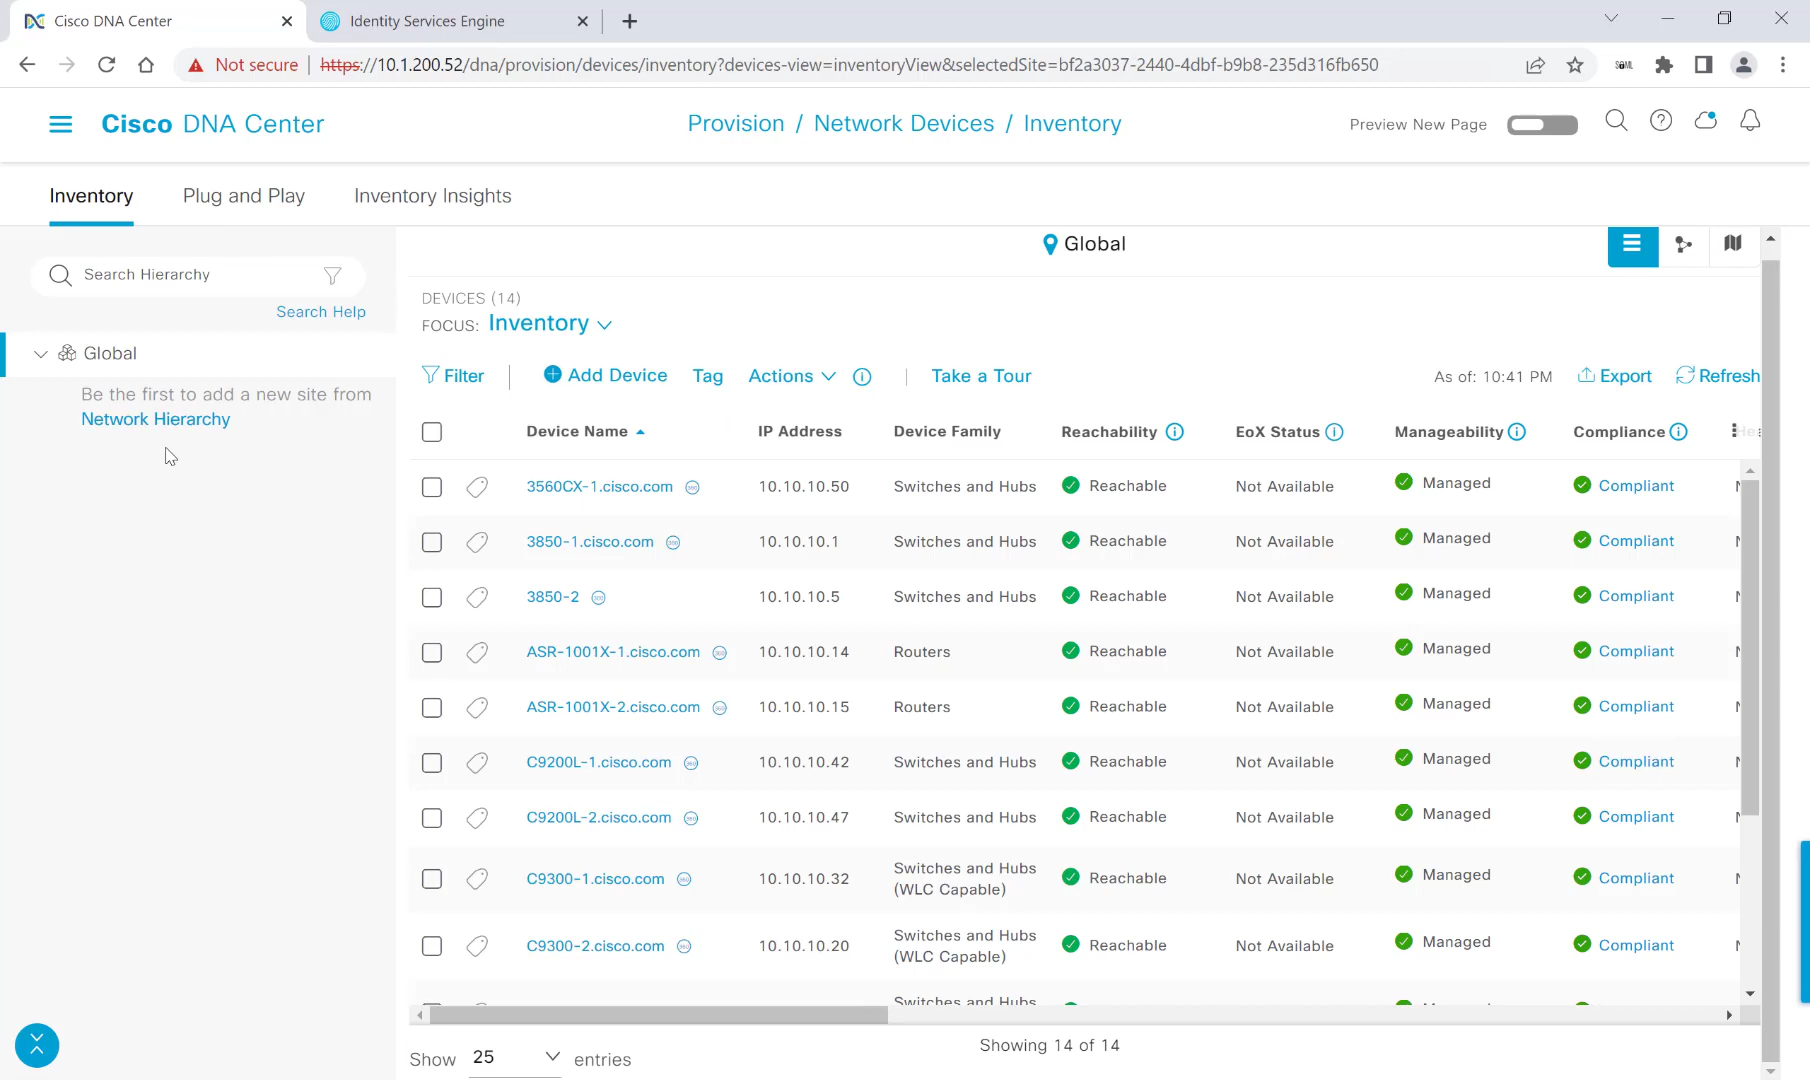 Cisco DNA Center
Identity Services Engine
Not secure https://10.1.200.52/dna/provision/devices/inventory?devices-view=inventoryView&selectedSite=bf2a3037-2440-4dbf-b9b8-235d316fb650
Cisco DNA Center
Provision / Network Devices / Inventory
Preview New Page
Inventory Plug and Play Inventory Insights
Search Hierarchy
Search Help
Global
Be the first to add a new site from
Network Hierarchy
Global
DEVICES (14)
FOCUS: Inventory
Filter Add Device Tag Actions Take a Tour As of: 10:41 PM Export Refresh
Device Name IP Address Device Family Reachability EoX Status Manageability Compliance
3560CX-1.cisco.com 10.10.10.50 Switches and Hubs Reachable Not Available Managed Compliant
3850-1.cisco.com 10.10.10.1 Switches and Hubs Reachable Not Available Managed Compliant
3850-2 10.10.10.5 Switches and Hubs Reachable Not Available Managed Compliant
ASR-1001X-1.cisco.com 10.10.10.14 Routers Reachable Not Available Managed Compliant
ASR-1001X-2.cisco.com 10.10.10.15 Routers Reachable Not Available Managed Compliant
C9200L-1.cisco.com 10.10.10.42 Switches and Hubs Reachable Not Available Managed Compliant
C9200L-2.cisco.com 10.10.10.47 Switches and Hubs Reachable Not Available Managed Compliant
C9300-1.cisco.com 10.10.10.32 Switches and Hubs (WLC Capable) Reachable Not Available Managed Compliant
C9300-2.cisco.com 10.10.10.20 Switches and Hubs (WLC Capable) Reachable Not Available Managed Compliant
Switches and Hubs
Show 25 entries
Showing 14 of 14